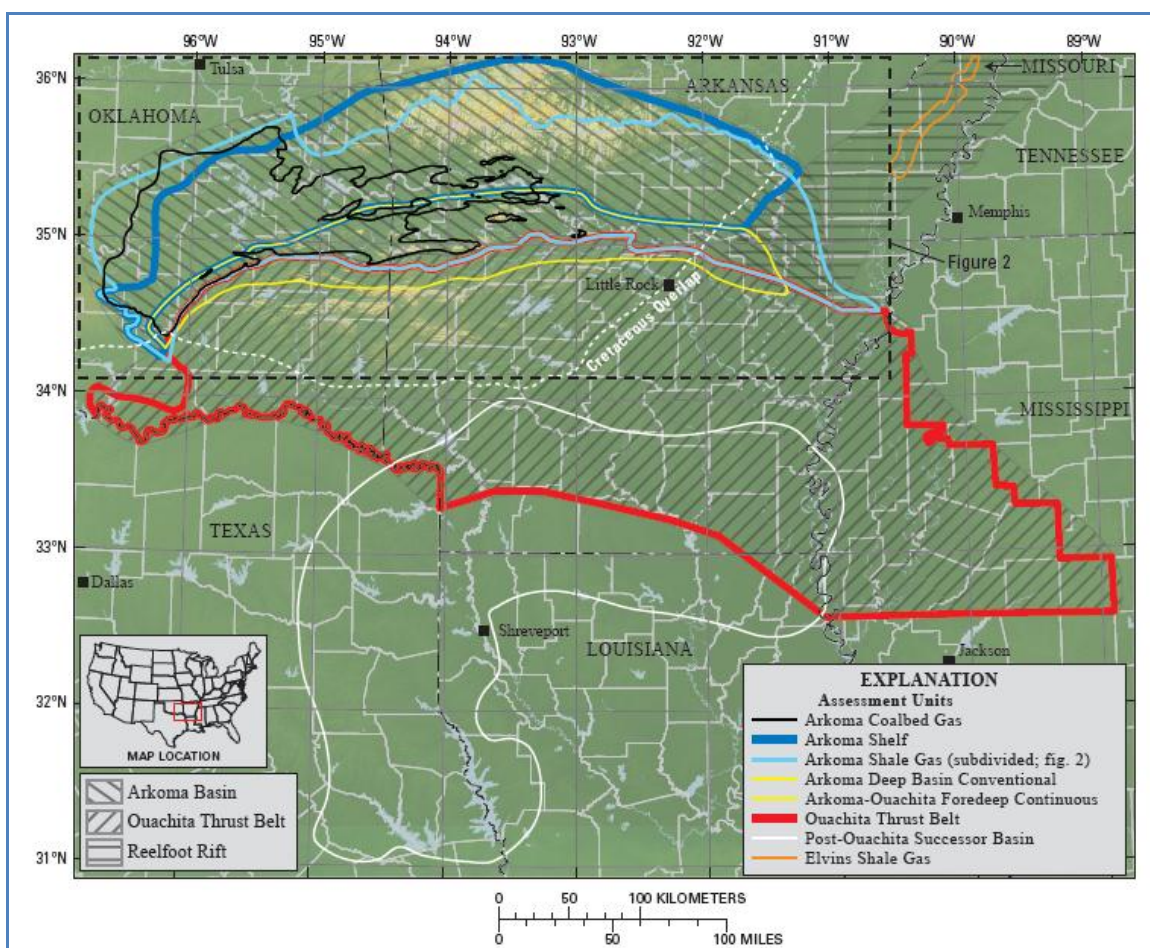 96°W 95°W 94°W 93°W 92°W 91°W 90°W 89°W
36°N
35°N
34°N
33°N
32°N
31°N
Tulsa
OKLAHOMA
ARKANSAS
MISSOURI
TENNESSEE
Memphis
Figure 2
Little Rock
Cretaceous Overlap
MISSISSIPPI
TEXAS
Dallas
Shreveport
LOUISIANA
Jackson
MAP LOCATION
Arkoma Basin
Ouachita Thrust Belt
Reelfoot Rift
EXPLANATION
Assessment Units
Arkoma Coalbed Gas
Arkoma Shelf
Arkoma Shale Gas (subdivided; fig. 2)
Arkoma Deep Basin Conventional
Arkoma-Ouachita Foredeep Continuous
Ouachita Thrust Belt
Post-Ouachita Successor Basin
Elvins Shale Gas
0 50 100 KILOMETERS
0 50 100 MILES